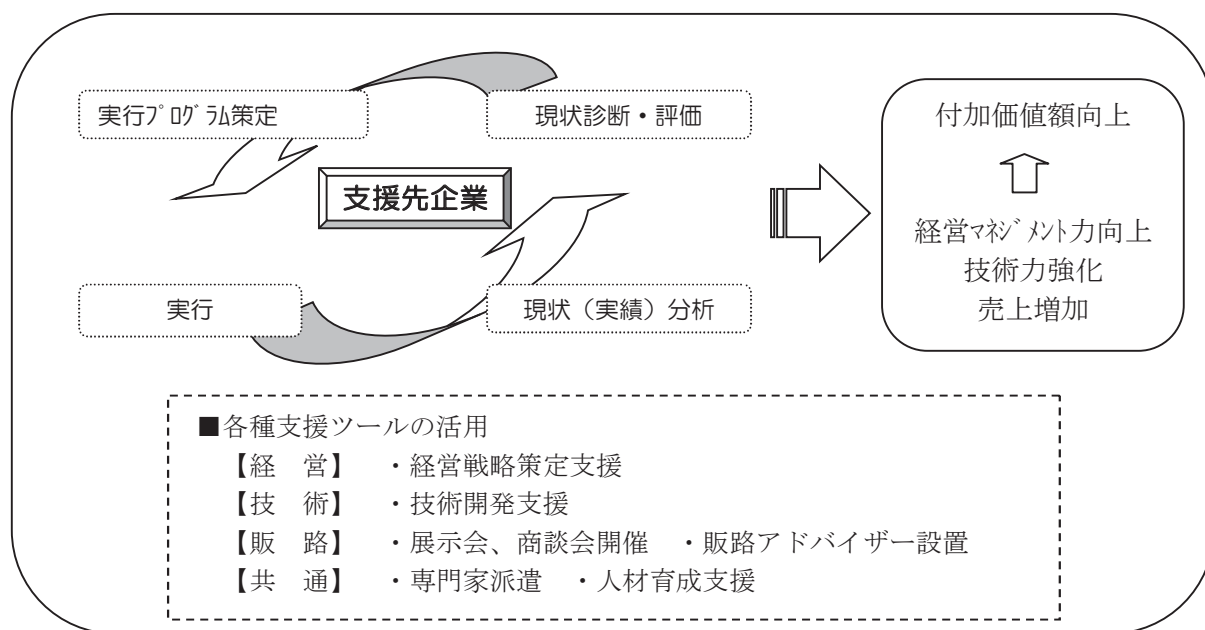 実行ﾌﾟﾛｸﾞﾗﾑ策定
現状診断・評価
支援先企業
実行
現状（実績）分析
付加価値額向上
経営ﾏﾈｼﾞﾒﾝﾄ力向上
技術力強化
売上増加
■各種支援ツールの活用
【経　営】　・経営戦略策定支援
【技　術】　・技術開発支援
【販　路】　・展示会、商談会開催　・販路アドバイザー設置
【共　通】　・専門家派遣　・人材育成支援